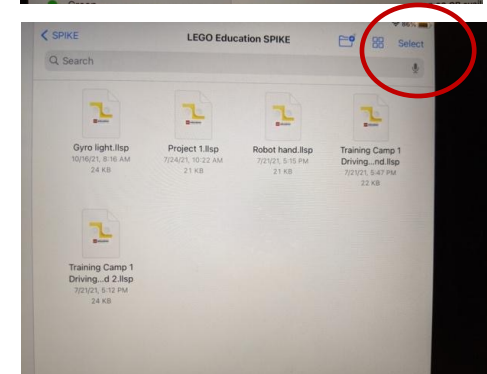 Green
86%
SPIKE
LEGO Education SPIKE
Select
Search
Gyro light.llsp
10/16/21, 8:16 AM
24 KB
Project 1.llsp
7/24/21, 10:22 AM
21 KB
Robot hand.llsp
7/21/21, 5:15 PM
21 KB
Training Camp 1
Driving...nd.llsp
7/21/21, 5:47 PM
22 KB
Training Camp 1
Driving...d 2.llsp
7/21/21, 5:12 PM
24 KB